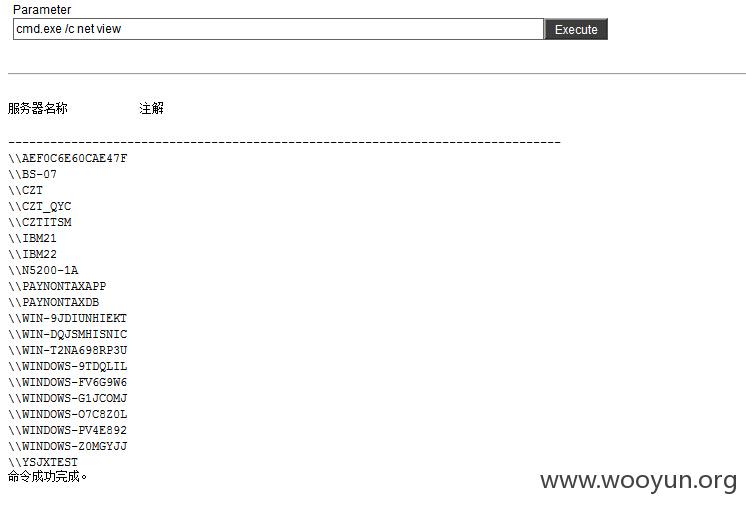 Parameter
cmd.exe /c net view Execute
服务器名称 注解
-------------------------------------------------------------------------------
\\AEF0C6E60CAE47F
\\BS-07
\\CZT
\\CZT_QYC
\\CZTITSM
\\IBM21
\\IBM22
\\N5200-1A
\\PAYNONTAXAPP
\\PAYNONTAXDB
\\WIN-9JDIUNHIEKT
\\WIN-DQJSMHISNIC
\\WIN-T2NA698RP3U
\\WINDOWS-9TDQLIL
\\WINDOWS-FV6G9W6
\\WINDOWS-G1JCOMJ
\\WINDOWS-O7C8Z0L
\\WINDOWS-PV4E892
\\WINDOWS-Z0MGYJJ
\\YSJXTEST
命令成功完成。
www.wooyun.org